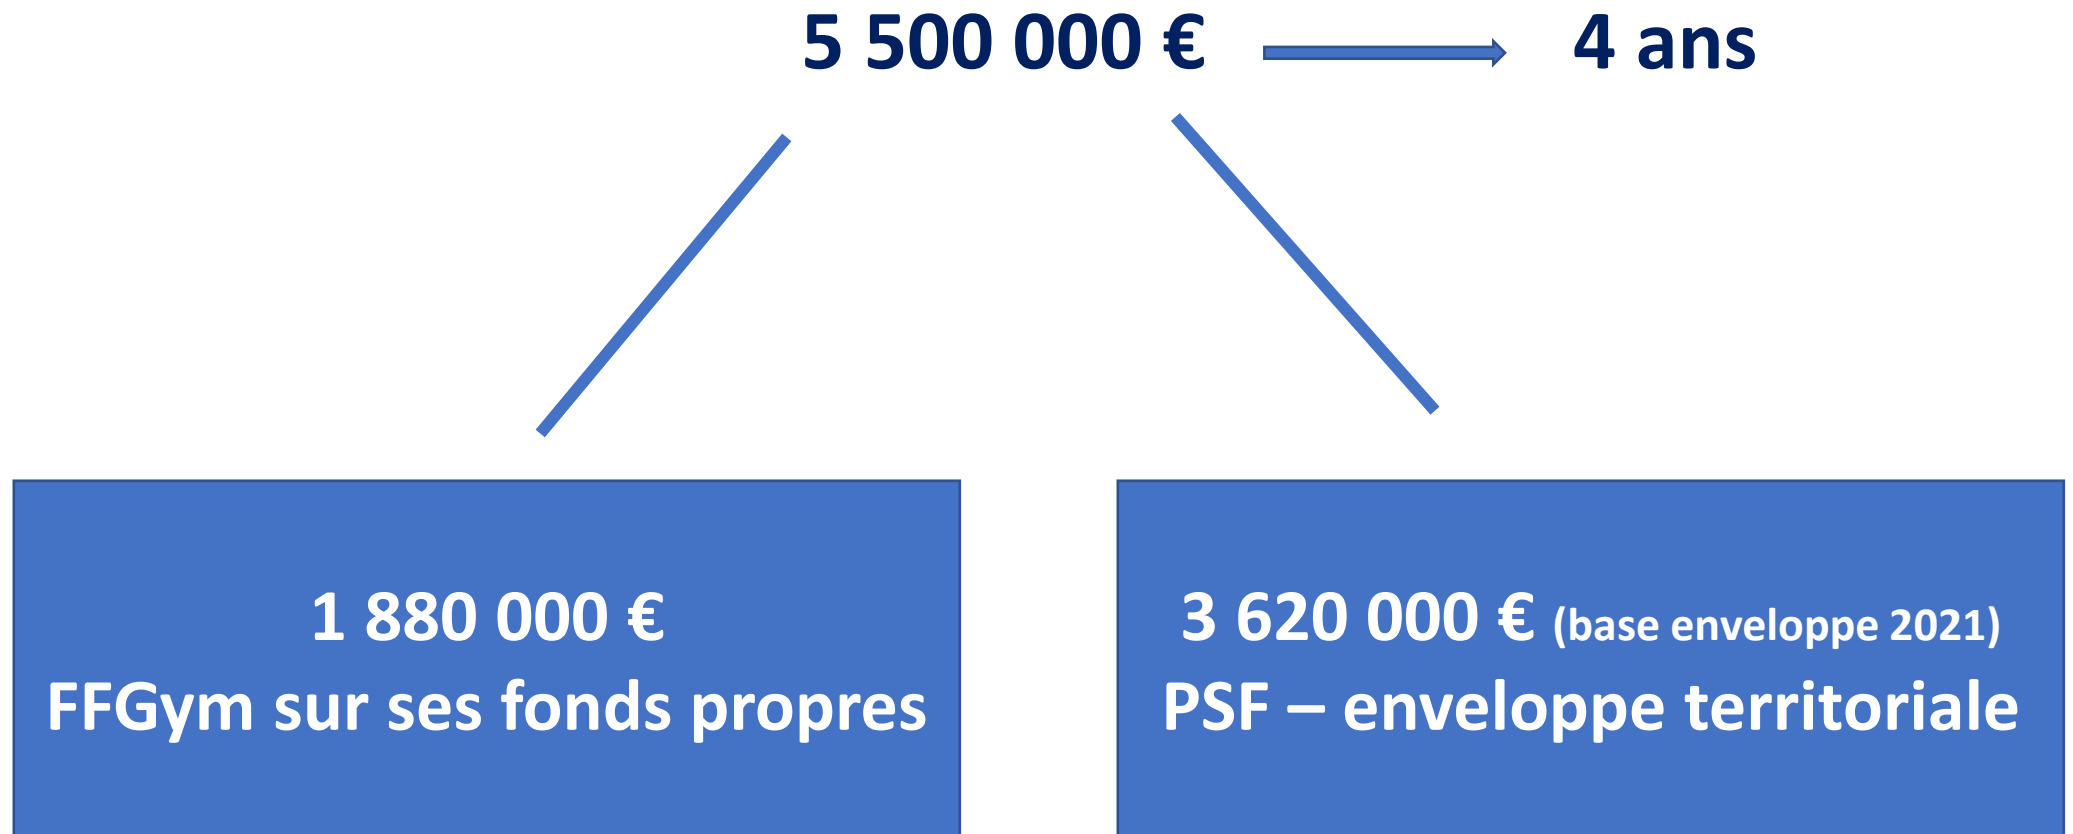 5 500 000 € 4 ans
1 880 000 €
FFGym sur ses fonds propres
3 620 000 € (base enveloppe 2021)
PSF – enveloppe territoriale